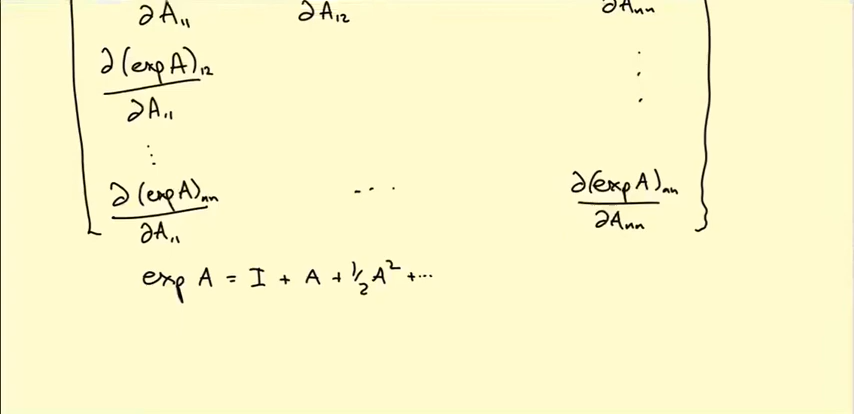 ∂A₁₁ ∂A₁₂ ∂Aₙₙ
∂(exp A)₁₂
∂A₁₁
⋮ ⋮
∂(exp A)ₙₙ ... ∂(exp A)ₙₙ
∂A₁₁ ∂Aₙₙ
exp A = I + A + ½A² + ...